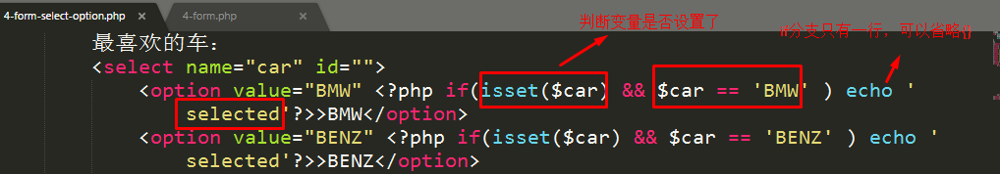 4-form-select-option.php × 4-form.php ×
判断变量是否设置了
if分支只有一行，可以省略{}
最喜欢的车：
<select name="car" id="">
<option value="BMW" <?php if(isset($car) && $car == 'BMW' ) echo '
selected'?>>BMW</option>
<option value="BENZ" <?php if(isset($car) && $car == 'BENZ' ) echo '
selected'?>>BENZ</option>